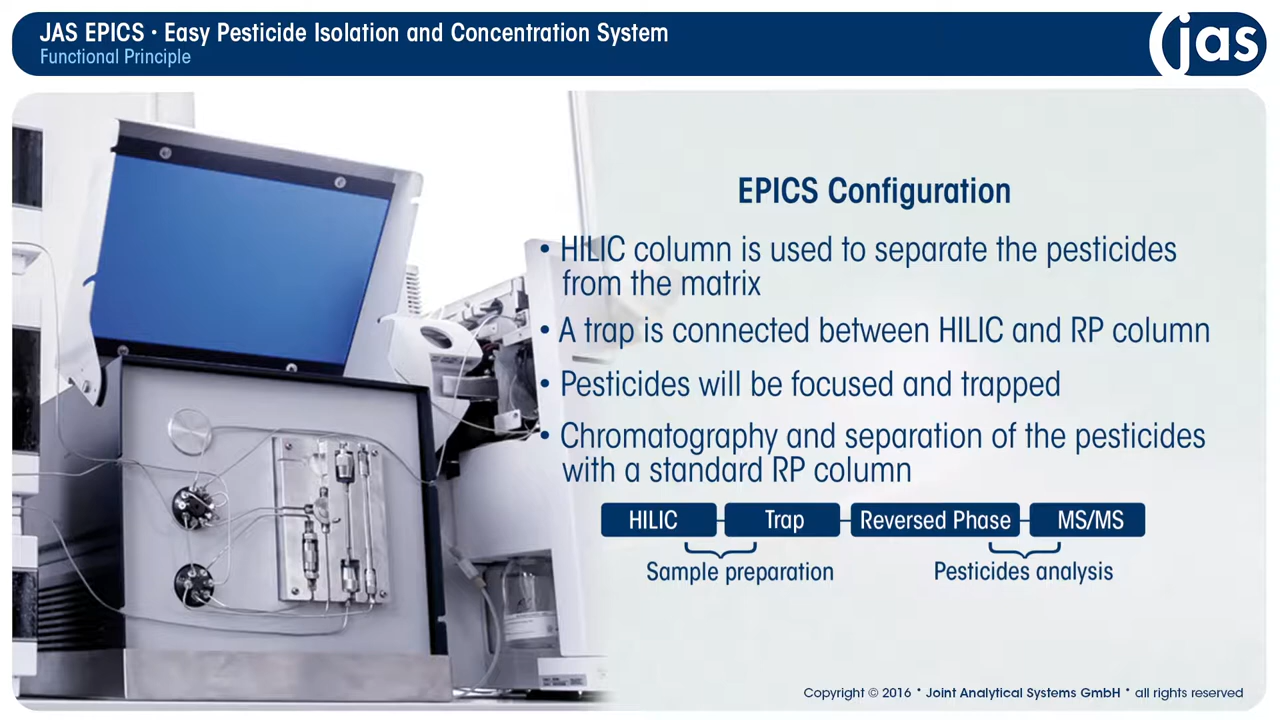 JAS EPICS • Easy Pesticide Isolation and Concentration System
Functional Principle
jas
EPICS Configuration
• HILIC column is used to separate the pesticides
from the matrix
• A trap is connected between HILIC and RP column
• Pesticides will be focused and trapped
• Chromatography and separation of the pesticides
with a standard RP column
HILIC Trap Reversed Phase MS/MS
Sample preparation Pesticides analysis
Copyright © 2016 * Joint Analytical Systems GmbH * all rights reserved